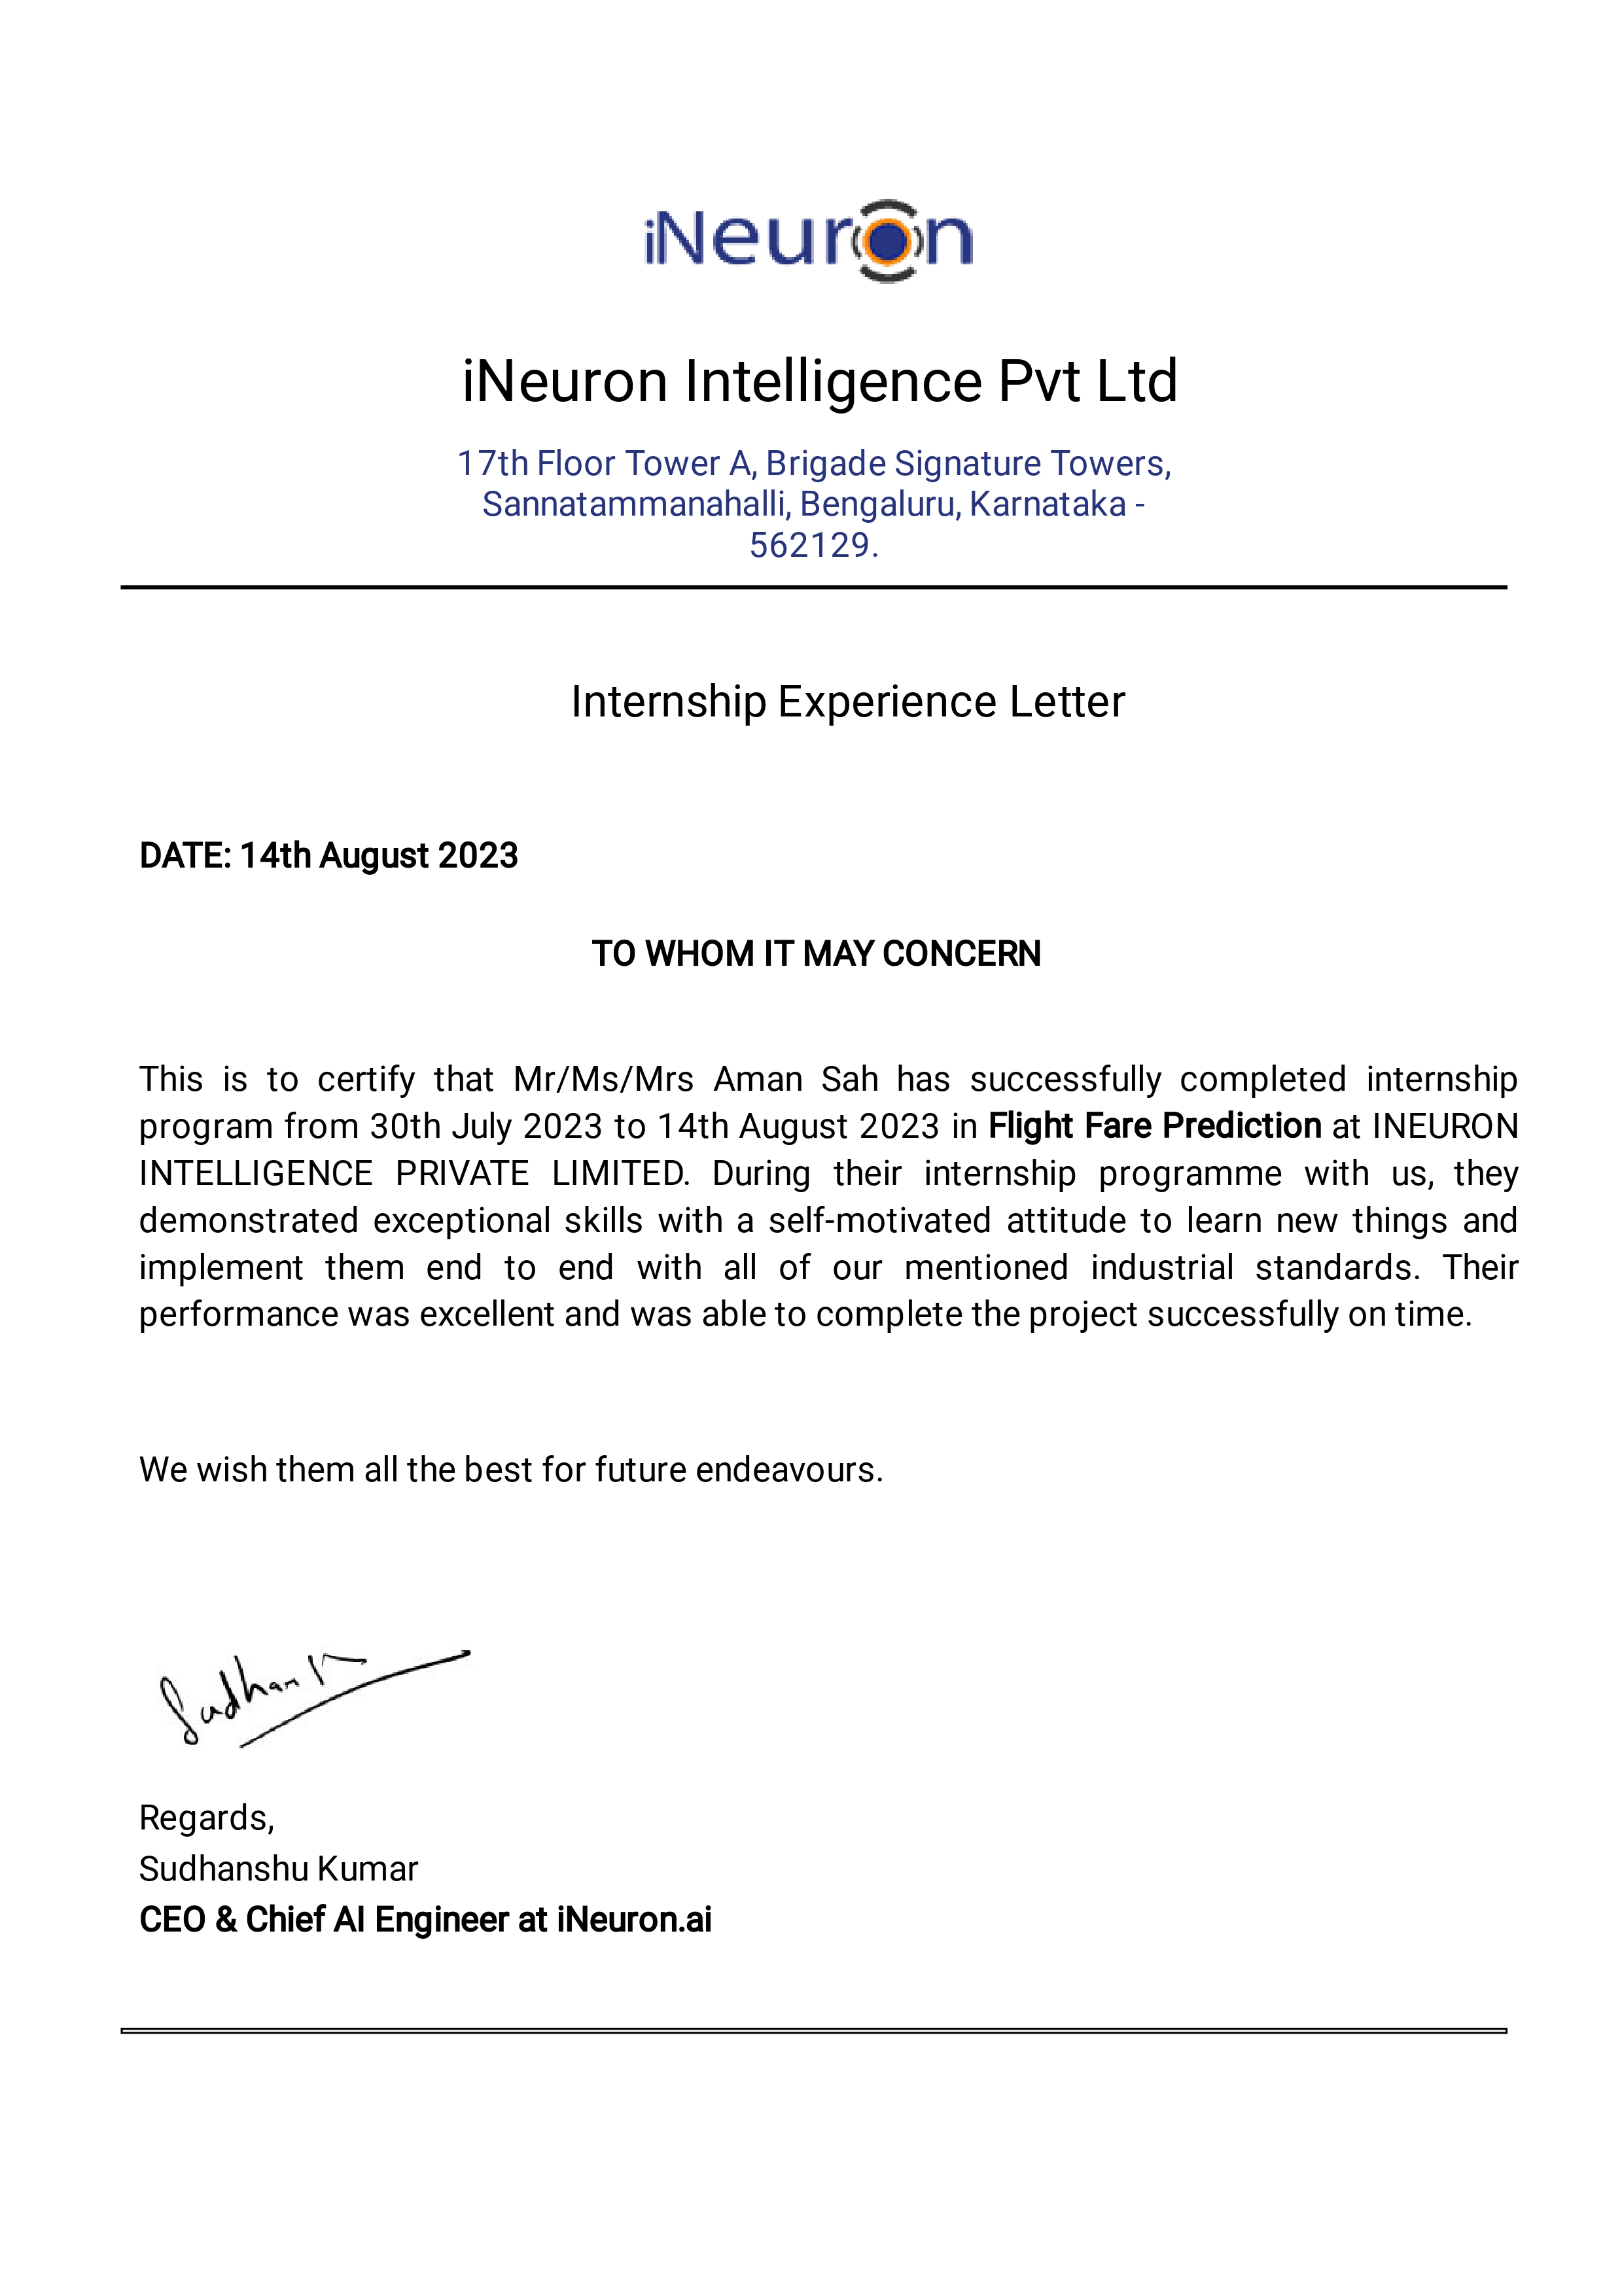 iNeuron
iNeuron Intelligence Pvt Ltd
17th Floor Tower A, Brigade Signature Towers,
Sannatammanahalli, Bengaluru, Karnataka -
562129.
Internship Experience Letter
DATE: 14th August 2023
TO WHOM IT MAY CONCERN
This is to certify that Mr/Ms/Mrs Aman Sah has successfully completed internship
program from 30th July 2023 to 14th August 2023 in Flight Fare Prediction at INEURON
INTELLIGENCE PRIVATE LIMITED. During their internship programme with us, they
demonstrated exceptional skills with a self-motivated attitude to learn new things and
implement them end to end with all of our mentioned industrial standards. Their
performance was excellent and was able to complete the project successfully on time.
We wish them all the best for future endeavours.
Sudhan K
Regards,
Sudhanshu Kumar
CEO & Chief AI Engineer at iNeuron.ai